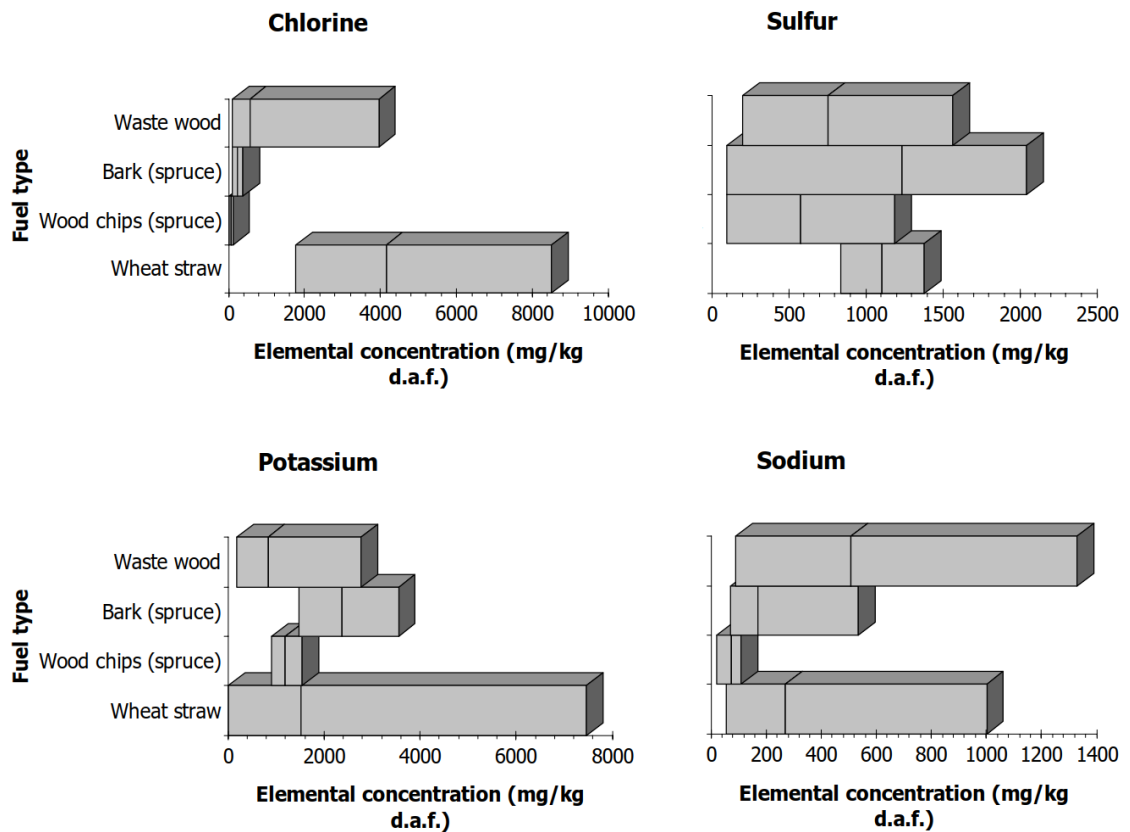 Chlorine
Sulfur
Fuel type
Waste wood
Bark (spruce)
Wood chips (spruce)
Wheat straw
0 2000 4000 6000 8000 10000
0 500 1000 1500 2000 2500
Elemental concentration (mg/kg
d.a.f.)
Elemental concentration (mg/kg
d.a.f.)
Potassium
Sodium
Fuel type
Waste wood
Bark (spruce)
Wood chips (spruce)
Wheat straw
0 2000 4000 6000 8000
0 200 400 600 800 1000 1200 1400
Elemental concentration (mg/kg
d.a.f.)
Elemental concentration (mg/kg
d.a.f.)